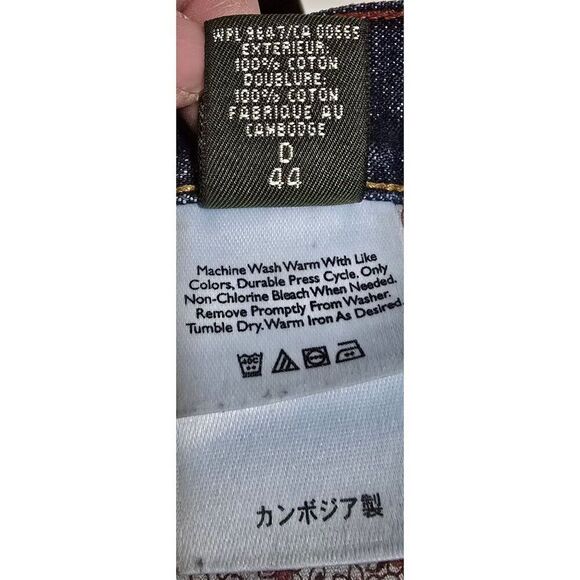 WPL 9647/CA 00665
EXTERIEUR:
100% COTON
DOUBLURE:
100% COTON
FABRIQUE AU
CAMBODGE
D
44
Machine Wash Warm With Like
Colors, Durable Press Cycle. Only
Non-Chlorine Bleach When Needed.
Remove Promptly From Washer.
Tumble Dry. Warm Iron As Desired.
40C
カンボジア製